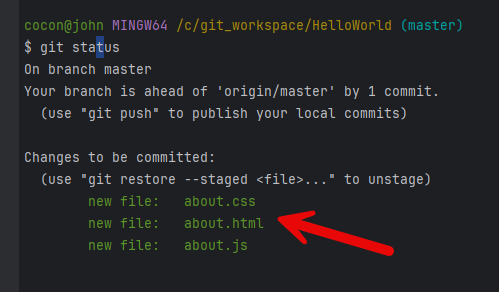 cocon@john MINGW64 /c/git_workspace/HelloWorld (master)
$ git status
On branch master
Your branch is ahead of 'origin/master' by 1 commit.
  (use "git push" to publish your local commits)

Changes to be committed:
  (use "git restore --staged <file>..." to unstage)
        new file:   about.css
        new file:   about.html
        new file:   about.js